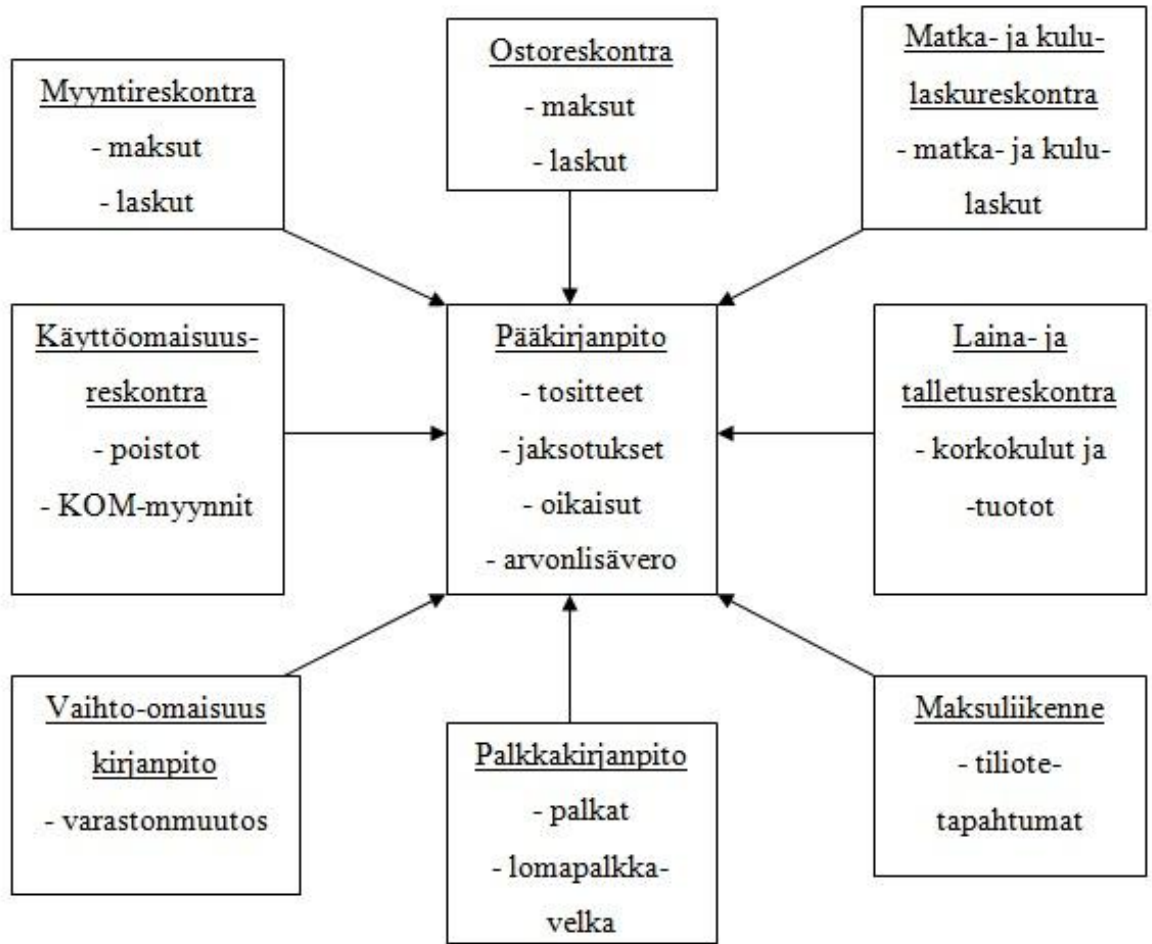 Myyntireskontra
- maksut
- laskut
Ostoreskontra
- maksut
- laskut
Matka- ja kulu-
laskureskontra
- matka- ja kulu-
laskut
Käyttöomaisuus-
reskontra
- poistot
- KOM-myynnit
Pääkirjanpito
- tositteet
- jaksotukset
- oikaisut
- arvonlisävero
Laina- ja
talletusreskontra
- korkokulut ja
-tuotot
Vaihto-omaisuus
kirjanpito
- varastonmuutos
Palkkakirjanpito
- palkat
- lomapalkka-
velka
Maksuliikenne
- tiliote-
tapahtumat